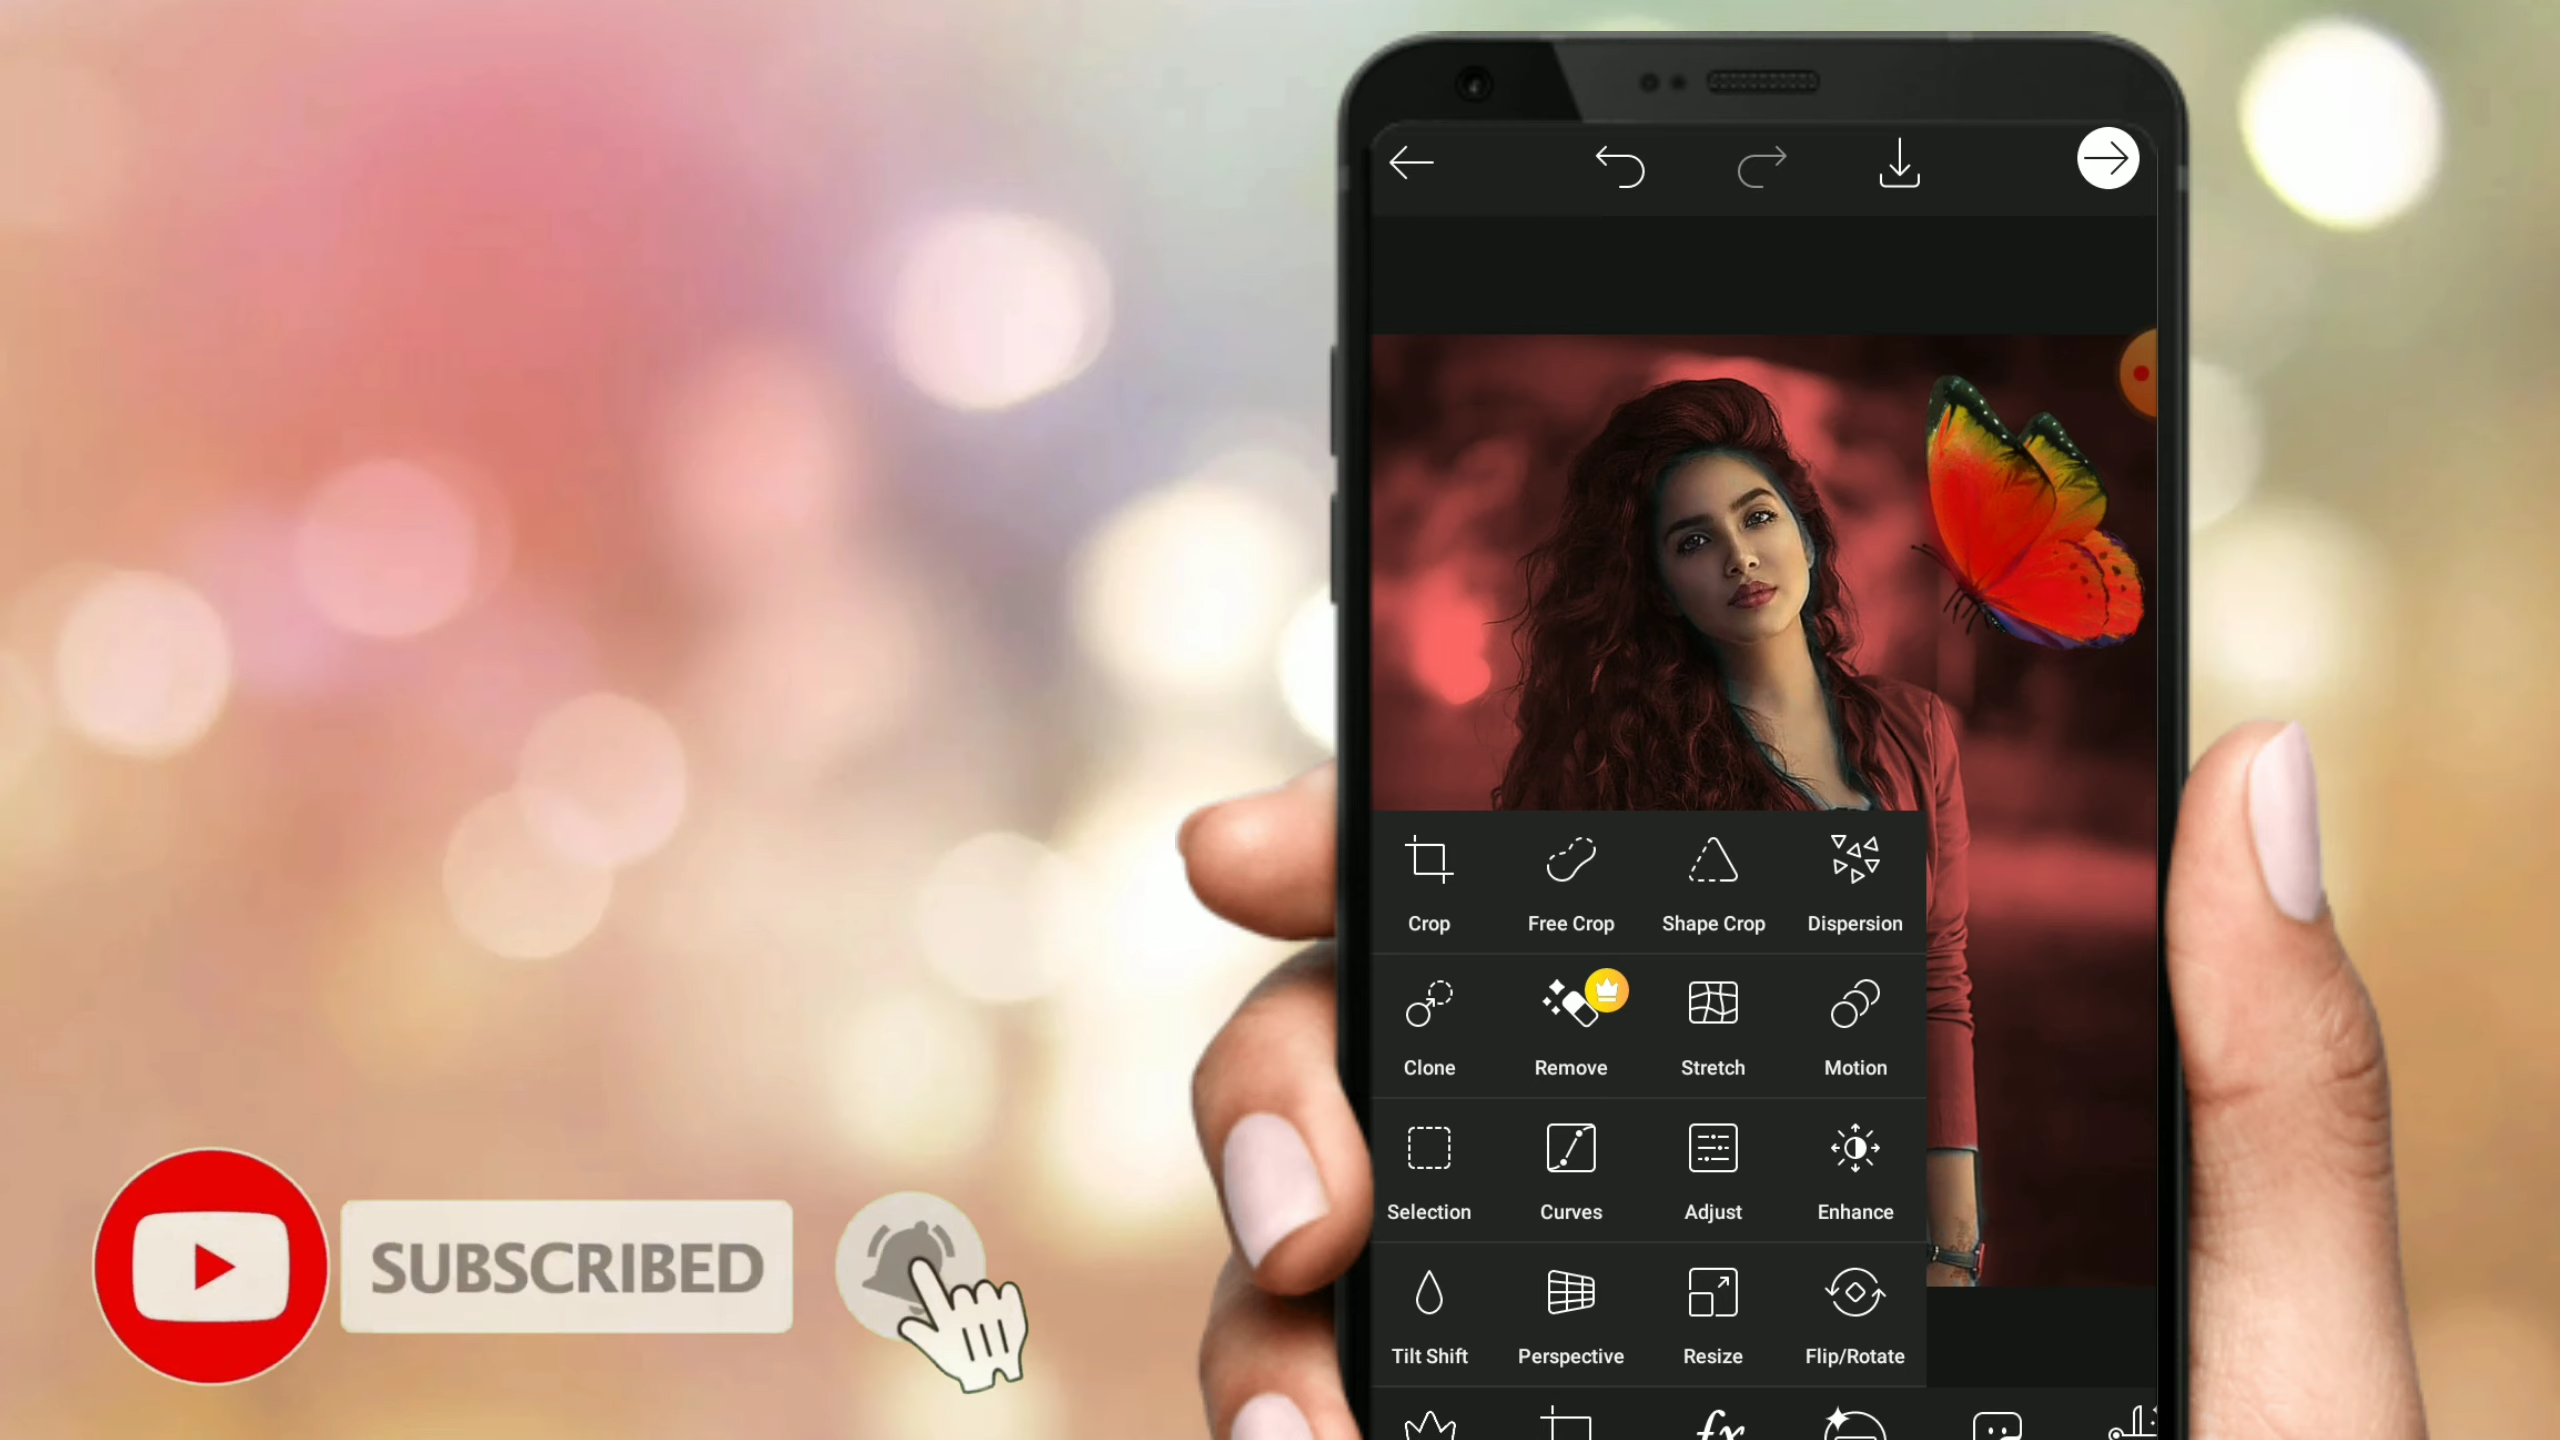 Crop Free Crop Shape Crop Dispersion
Clone Remove Stretch Motion
Selection Curves Adjust Enhance
SUBSCRIBED
Tilt Shift Perspective Resize Flip/Rotate
fx